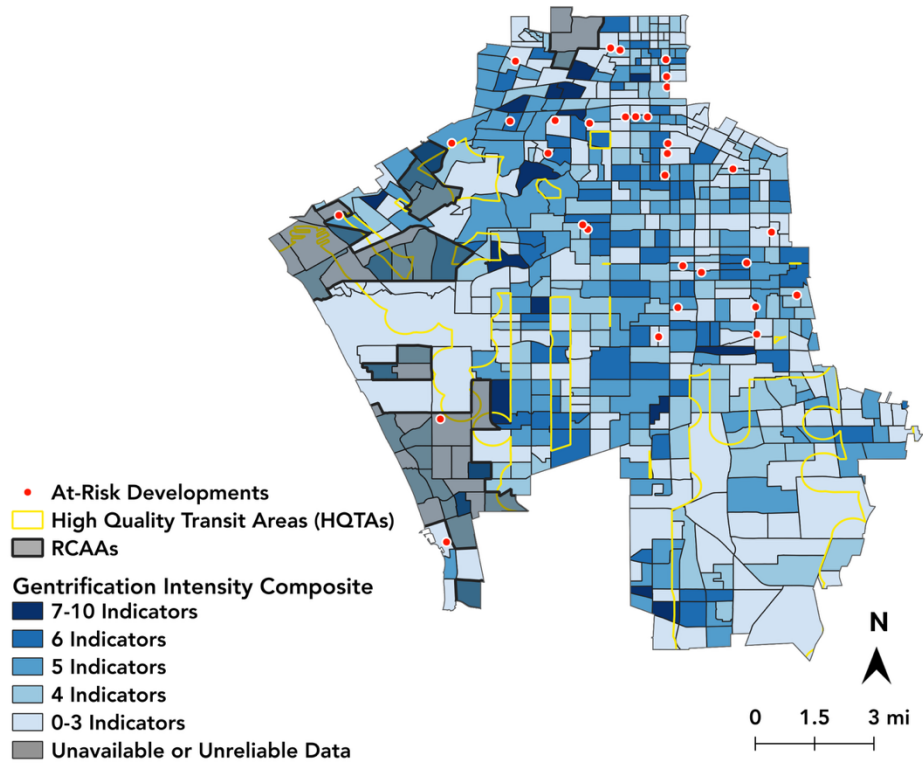 At-Risk Developments
High Quality Transit Areas (HQTAs)
RCAAs
Gentrification Intensity Composite
7-10 Indicators
6 Indicators
5 Indicators
4 Indicators
0-3 Indicators
Unavailable or Unreliable Data
N
0 1.5 3 mi